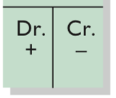 Dr. Cr.
+ –